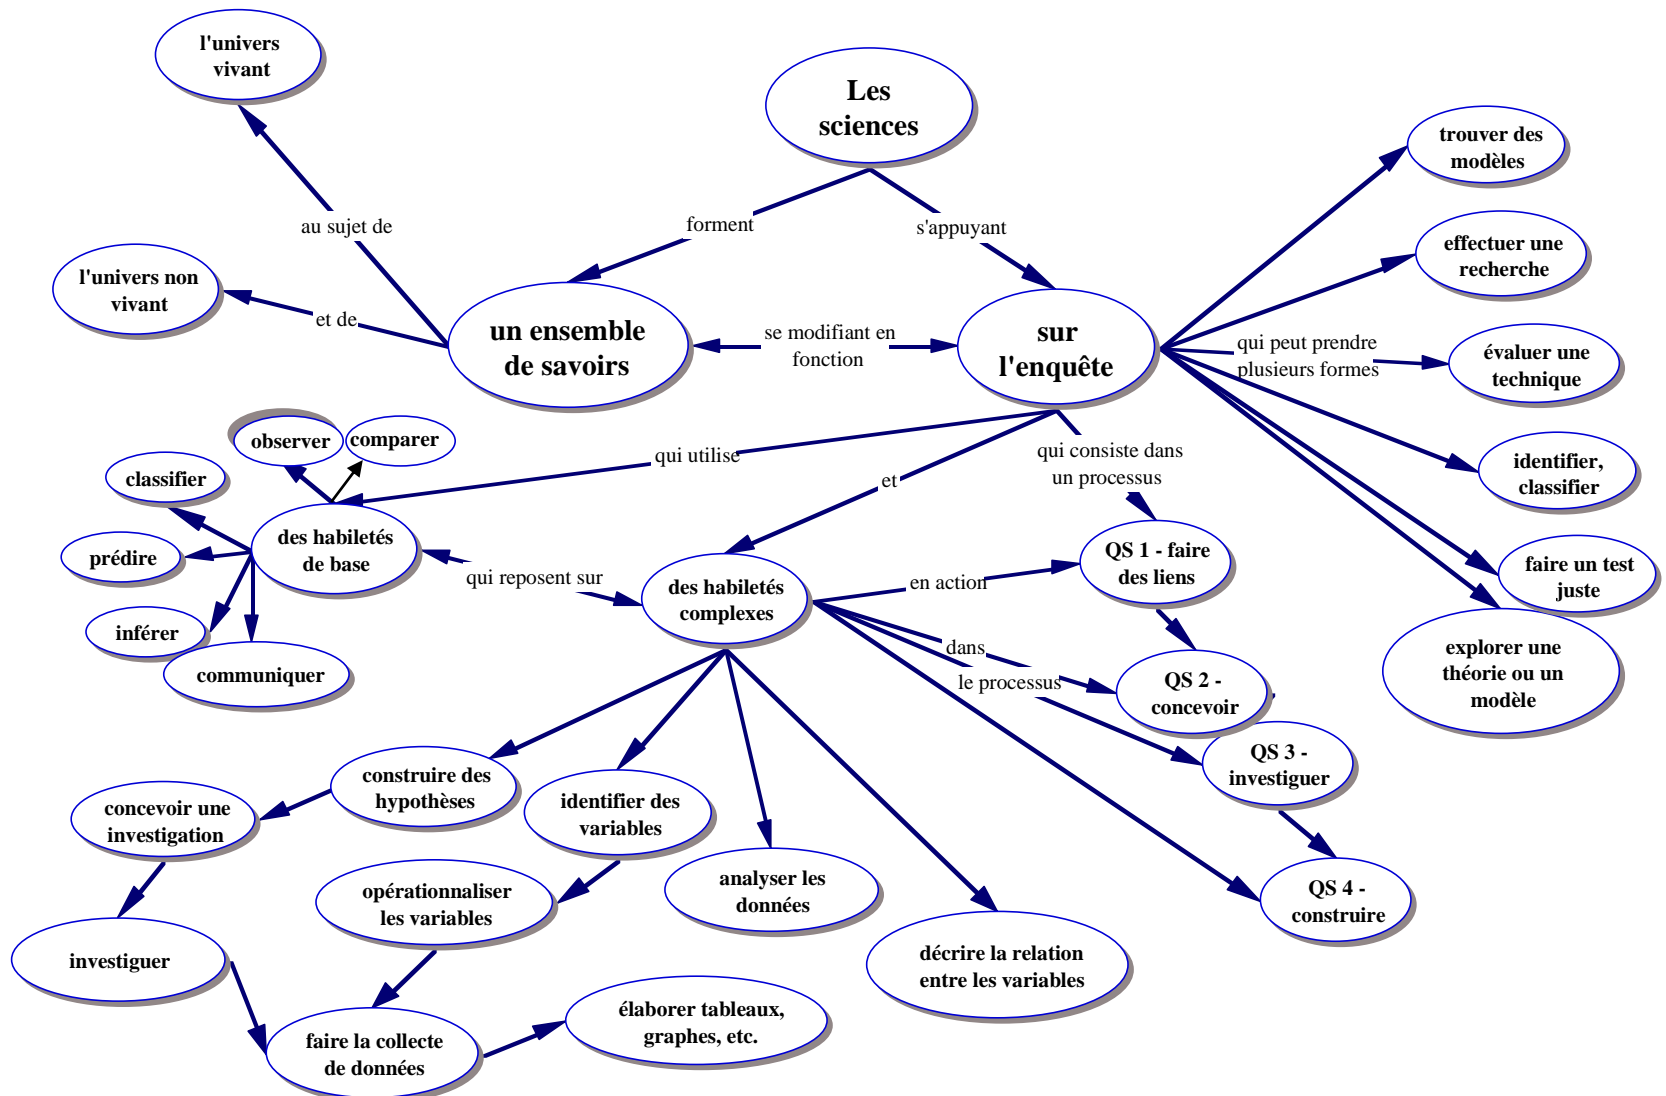 l'univers
vivant
Les
sciences
trouver des
modèles
au sujet de
forment
s'appuyant
effectuer une
recherche
l'univers non
vivant
et de
un ensemble
de savoirs
se modifiant en
fonction
sur
l'enquête
qui peut prendre
plusieurs formes
évaluer une
technique
observer
comparer
classifier
qui utilise
et
qui consiste dans
un processus
identifier,
classifier
prédire
des habiletés
de base
qui reposent sur
des habiletés
complexes
en action
QS 1 - faire
des liens
faire un test
juste
inférer
communiquer
dans
le processus
QS 2 -
concevoir
explorer une
théorie ou un
modèle
QS 3 -
investiguer
construire des
hypothèses
concevoir une
investigation
identifier des
variables
opérationnaliser
les variables
analyser les
données
QS 4 -
construire
investiguer
décrire la relation
entre les variables
élaborer tableaux,
graphes, etc.
faire la collecte
de données